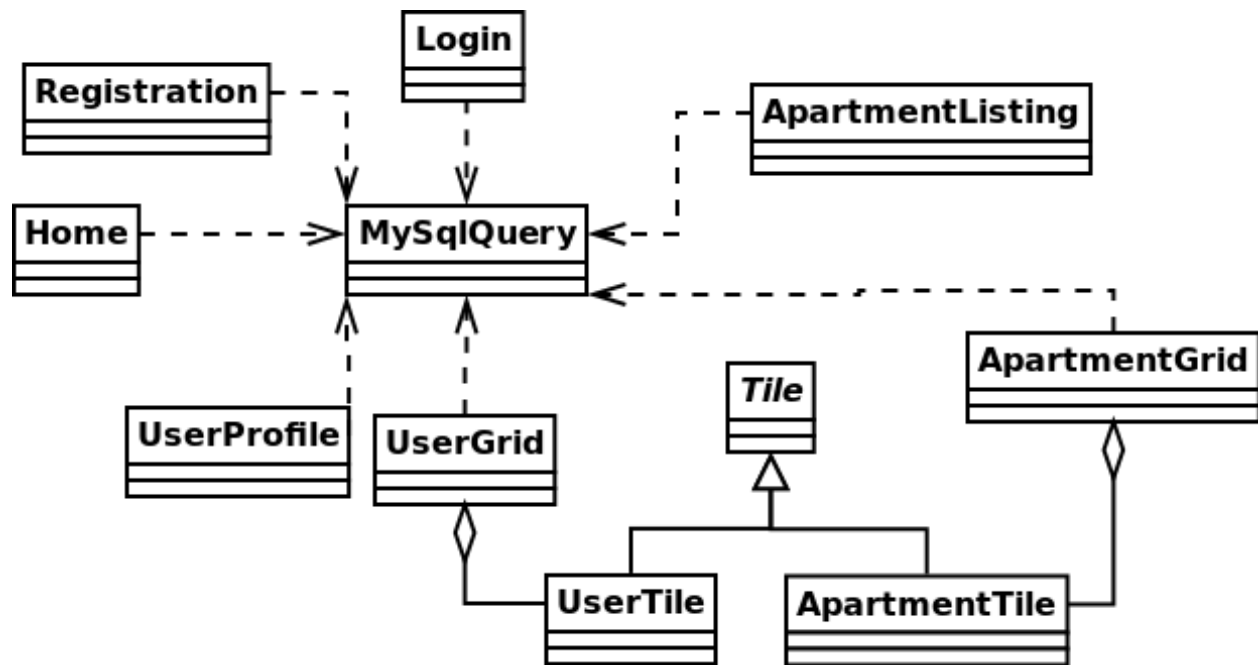 Login
Registration
ApartmentListing
Home
MySqlQuery
ApartmentGrid
Tile
UserProfile
UserGrid
UserTile
ApartmentTile